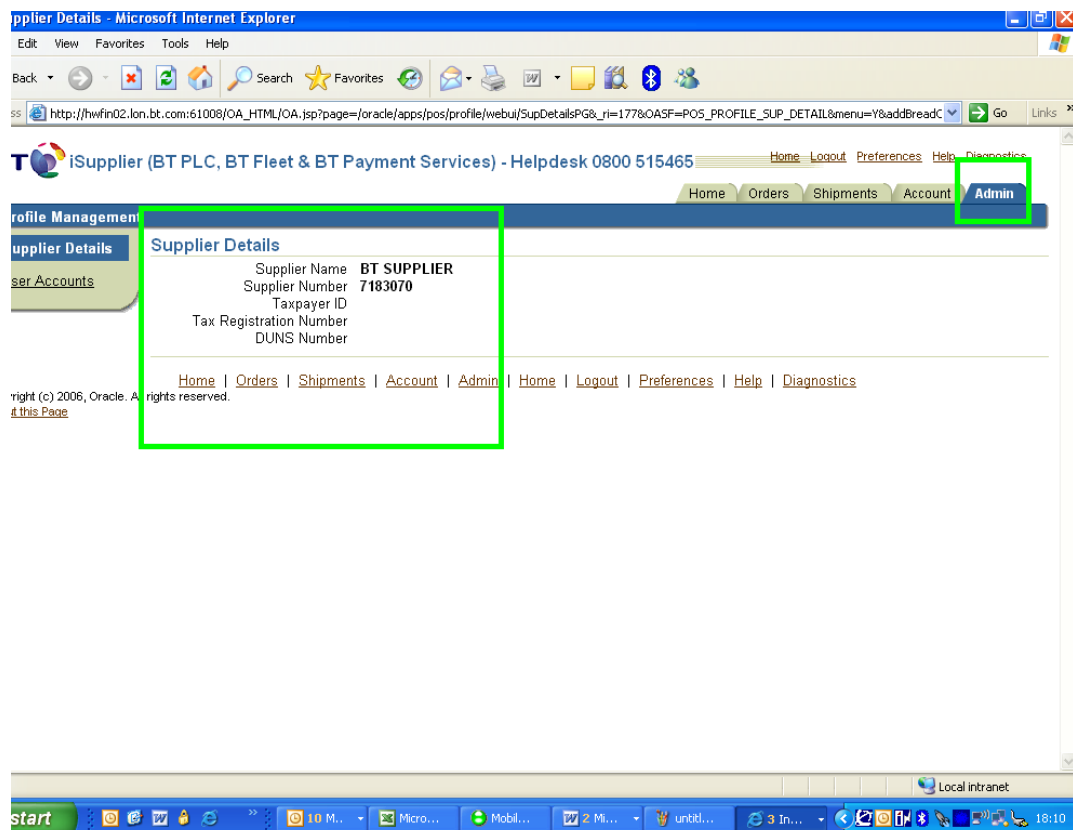 pplier Details - Microsoft Internet Explorer
Edit View Favorites Tools Help
Back Search Favorites
ss http://hwfin02.lon.bt.com:61008/OA_HTML/OA.jsp?page=/oracle/apps/pos/profile/webui/SupDetailsPG&_ri=177&OASF=POS_PROFILE_SUP_DETAIL&menu=Y&addBreadC Go Links »
T iSupplier (BT PLC, BT Fleet & BT Payment Services) - Helpdesk 0800 515465 Home Logout Preferences Help Diagnostics
Home Orders Shipments Account Admin
rofile Management
upplier Details
ser Accounts
Supplier Details
Supplier Name BT SUPPLIER
Supplier Number 7183070
Taxpayer ID
Tax Registration Number
DUNS Number
Home | Orders | Shipments | Account | Admin | Home | Logout | Preferences | Help | Diagnostics
right (c) 2006, Oracle. All rights reserved.
ut this Page
Local intranet
start » 10 M... Micro... Mobil... 2 Mi... untitl... 3 In... 18:10